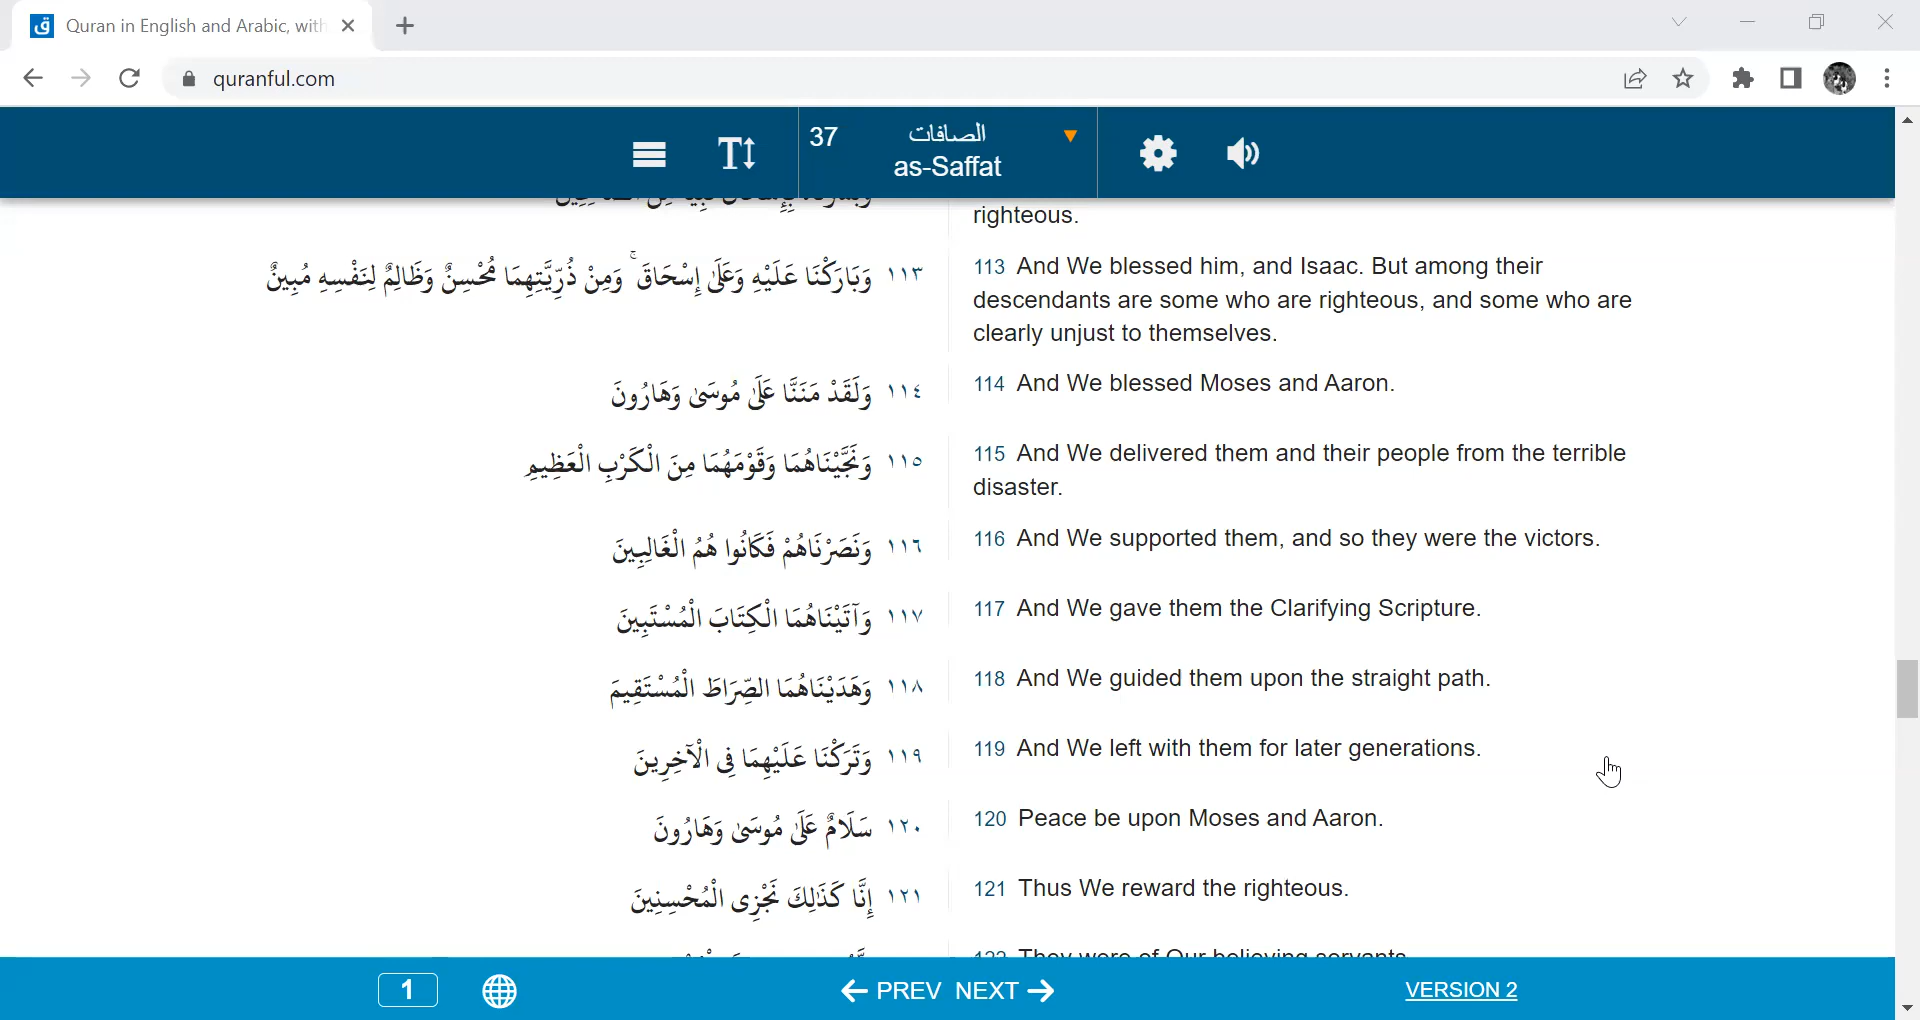 Quran in English and Arabic, with
quranful.com
37
الصافات
as-Saffat
righteous.
١١٣ وَبَارَكْنَا عَلَيْهِ وَعَلَىٰ إِسْحَاقَ ۚ وَمِنْ ذُرِّيَّتِهِمَا مُحْسِنٌ وَظَالِمٌ لِنَفْسِهِ مُبِينٌ
113 And We blessed him, and Isaac. But among their
descendants are some who are righteous, and some who are
clearly unjust to themselves.
١١٤ وَلَقَدْ مَنَنَّا عَلَىٰ مُوسَىٰ وَهَارُونَ
114 And We blessed Moses and Aaron.
١١٥ وَنَجَّيْنَاهُمَا وَقَوْمَهُمَا مِنَ الْكَرْبِ الْعَظِيمِ
115 And We delivered them and their people from the terrible
disaster.
١١٦ وَنَصَرْنَاهُمْ فَكَانُوا هُمُ الْغَالِبِينَ
116 And We supported them, and so they were the victors.
١١٧ وَآتَيْنَاهُمَا الْكِتَابَ الْمُسْتَبِينَ
117 And We gave them the Clarifying Scripture.
١١٨ وَهَدَيْنَاهُمَا الصِّرَاطَ الْمُسْتَقِيمَ
118 And We guided them upon the straight path.
١١٩ وَتَرَكْنَا عَلَيْهِمَا فِي الْآخِرِينَ
119 And We left with them for later generations.
١٢٠ سَلَامٌ عَلَىٰ مُوسَىٰ وَهَارُونَ
120 Peace be upon Moses and Aaron.
١٢١ إِنَّا كَذَٰلِكَ نَجْزِي الْمُحْسِنِينَ
121 Thus We reward the righteous.
122 They were of Our believing servants
1
PREV NEXT
VERSION 2